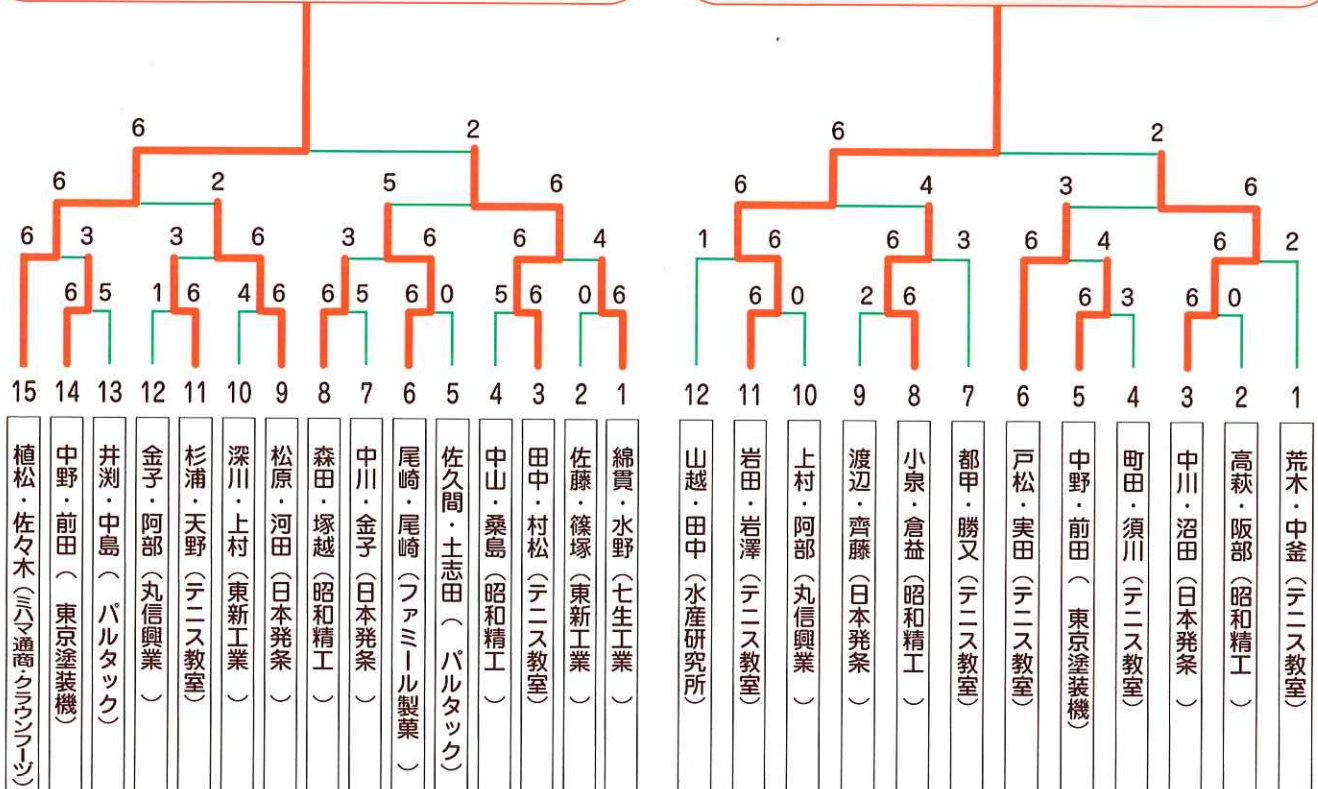 6 2
6 2 5 6
6 3 3 6 3 6 6 4
6 5 1 6 4 6 6 5 6 0 5 6 0 6
15 14 13 12 11 10 9 8 7 6 5 4 3 2 1
植松・佐々木(ミハマ通商・クラウンフーヅ)
中野・前田( 東京塗装機)
井渕・中島( パルタック)
金子・阿部(丸信興業 )
杉浦・天野(テニス教室)
深川・上村(東新工業 )
松原・河田(日本発条 )
森田・塚越(昭和精工 )
中川・金子(日本発条 )
尾崎・尾崎(ファミール製菓 )
佐久間・土志田( パルタック)
中山・桑島(昭和精工 )
田中・村松(テニス教室)
佐藤・篠塚(東新工業 )
綿貫・水野(七生工業 )
6 2
6 4 3 6
1 6 6 3 6 4 6 2
6 0 2 6 6 3 6 0
12 11 10 9 8 7 6 5 4 3 2 1
山越・田中(水産研究所)
岩田・岩澤(テニス教室)
上村・阿部(丸信興業 )
渡辺・齊藤(日本発条 )
小泉・倉益(昭和精工 )
都甲・勝又(テニス教室)
戸松・実田(テニス教室)
中野・前田( 東京塗装機)
町田・須川(テニス教室)
中川・沼田(日本発条 )
高萩・阪部(昭和精工 )
荒木・中釜(テニス教室)